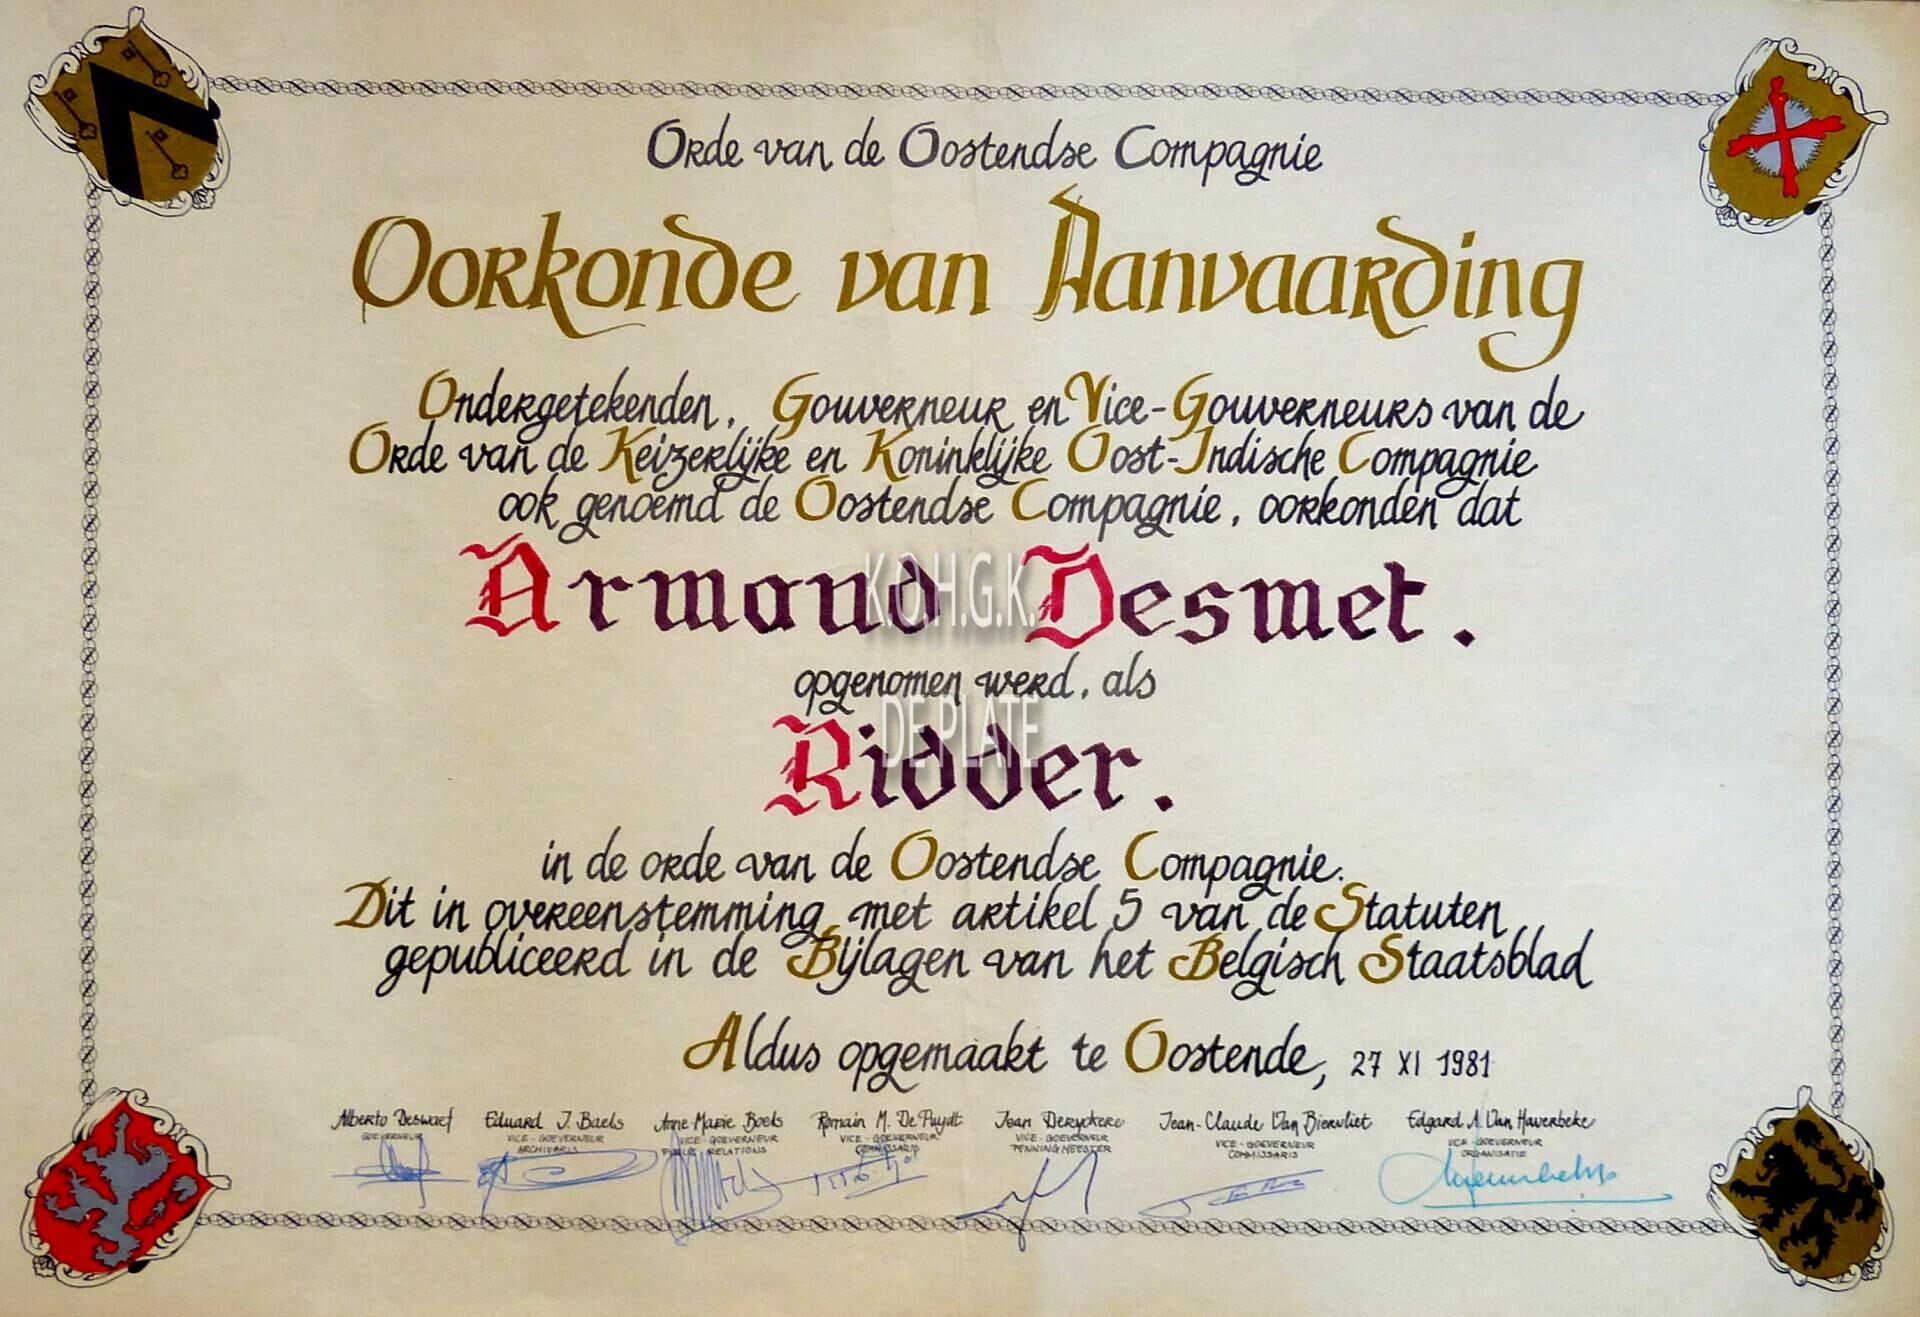 Orde van de Oostendse Compagnie
Oorkonde van Aanvaarding
Ondergetekenden, Gouverneur en Vice-Gouverneurs van de
Orde van de Keizerlijke en Koninklijke Oost-Indische Compagnie
ook genoemd de Oostendse Compagnie, oorkonden dat
Armand Desmet.
K.O.H.G.K.
opgenomen werd, als
DE PLATE
Ridder.
in de orde van de Oostendse Compagnie.
Dit in overeenstemming met artikel 5 van de Statuten
gepubliceerd in de Bijlagen van het Belgisch Staatsblad
Aldus opgemaakt te Oostende, 27 XI 1981
Alberto Deswaef Eduard J. Baels Anne-Marie Boels Romain M. De Puydt Jean Deryckere Jean-Claude Van Biervliet Edgard A. Van Haverbeke
GOEVERNEUR VICE-GOEVERNEUR VICE-GOEVERNEUR VICE-GOEVERNEUR VICE-GOEVERNEUR VICE-GOEVERNEUR VICE-GOEVERNEUR
ARCHIVARIS PUBLIC RELATIONS COMMISSARIS PENNINGMEESTER COMMISSARIS ORGANISATIE